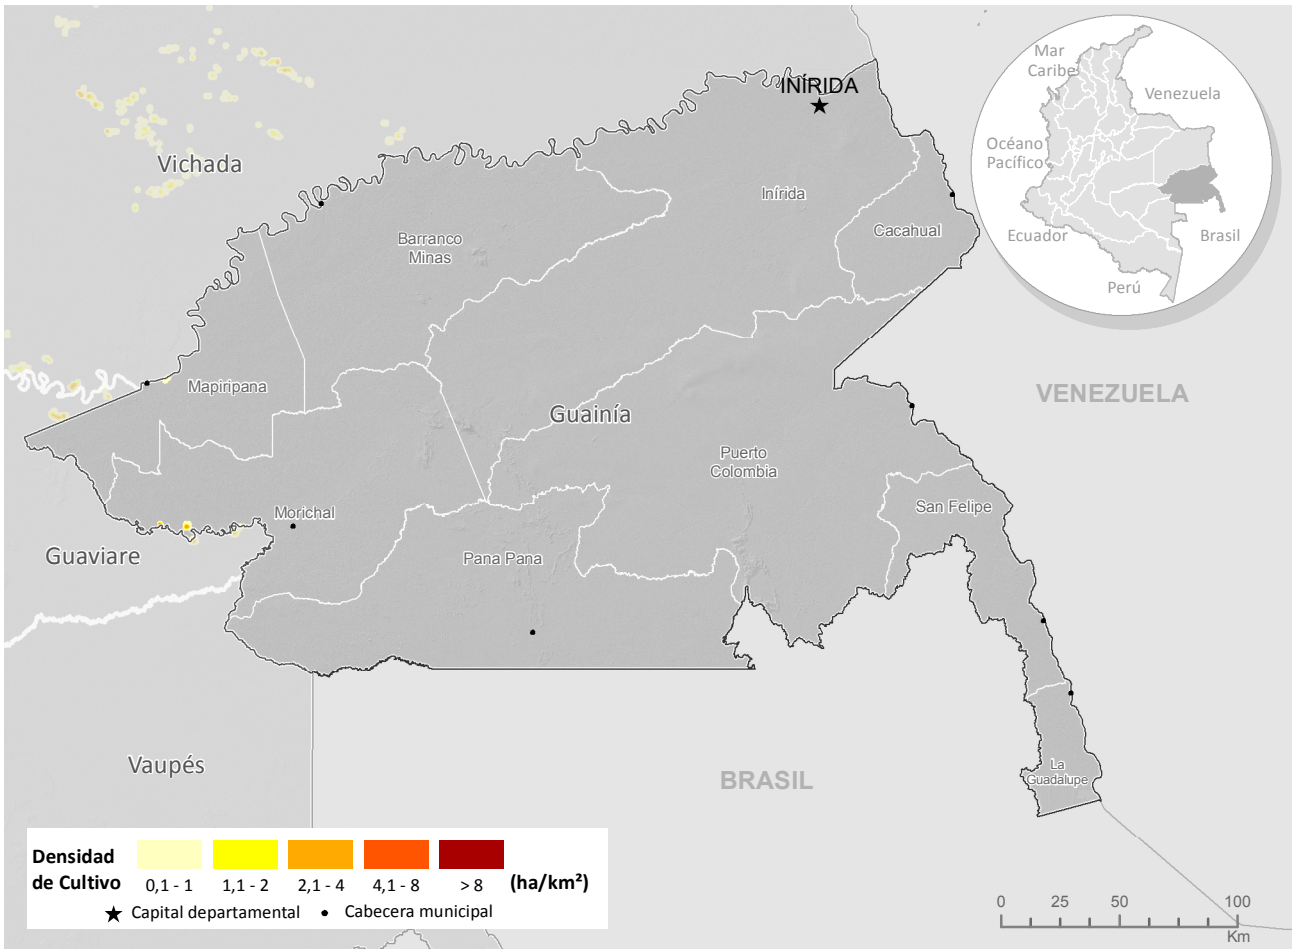 INÍRIDA
Mar
Caribe
Venezuela
Océano
Pacífico
Ecuador
Brasil
Perú
Vichada
Inírida
Barranco
Minas
Cacahual
Mapiripana
Guainía
VENEZUELA
Puerto
Colombia
San Felipe
Morichal
Guaviare
Pana Pana
Vaupés
BRASIL
La
Guadalupe
Densidad
de Cultivo
0,1 - 1
1,1 - 2
2,1 - 4
4,1 - 8
> 8
(ha/km²)
Capital departamental
Cabecera municipal
0 25 50 100
Km